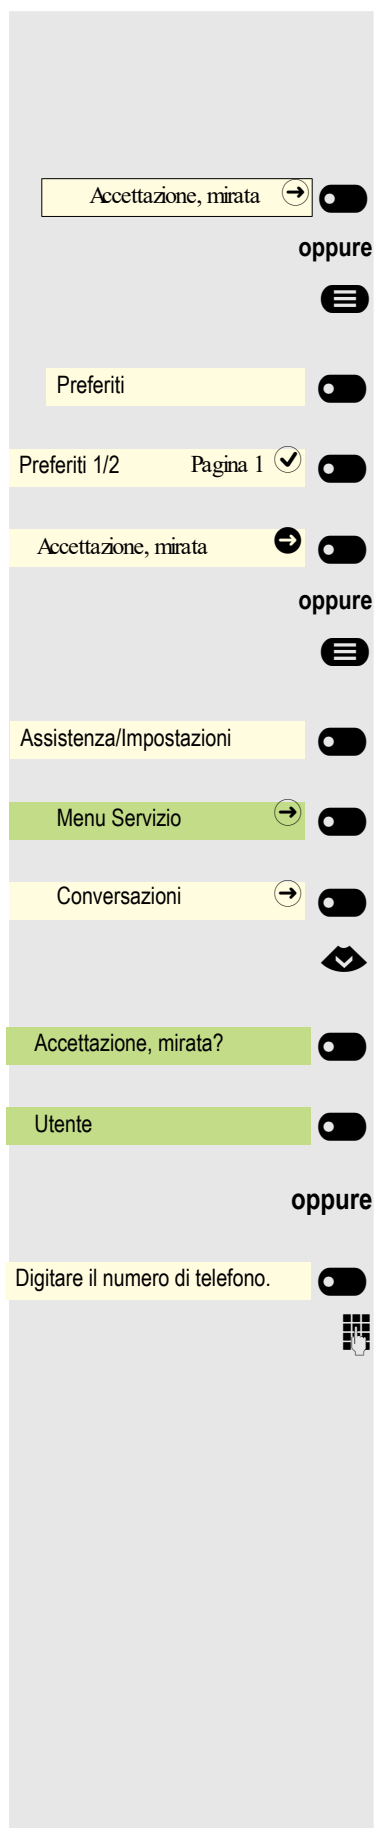 Accettazione, mirata
oppure
Preferiti
Preferiti 1/2 Pagina 1
Accettazione, mirata
oppure
Assistenza/Impostazioni
Menu Servizio
Conversazioni
Accettazione, mirata?
Utente
oppure
Digitare il numero di telefono.